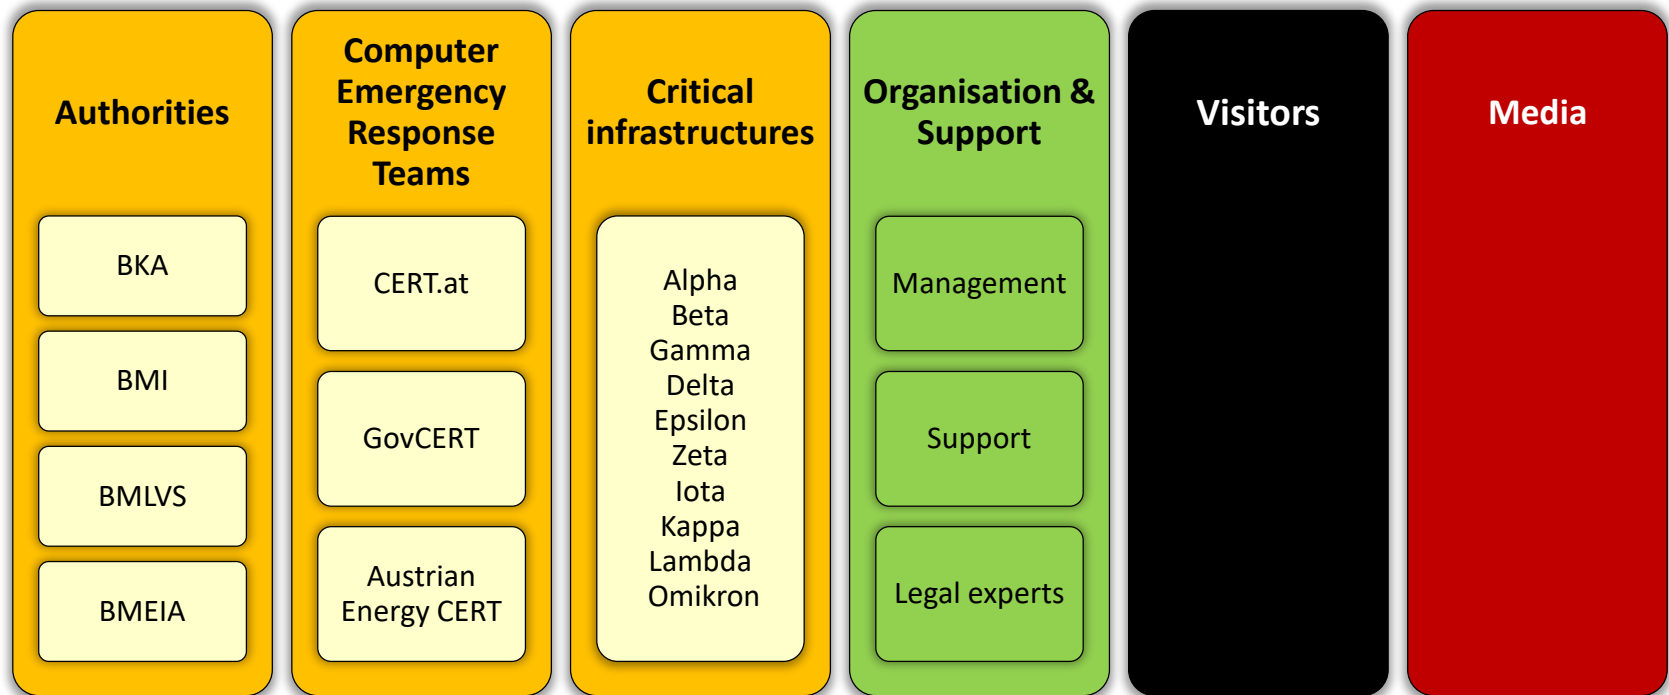 Authorities
BKA
BMI
BMLVS
BMEIA
Computer
Emergency
Response
Teams
CERT.at
GovCERT
Austrian
Energy CERT
Critical
infrastructures
Alpha
Beta
Gamma
Delta
Epsilon
Zeta
Iota
Kappa
Lambda
Omikron
Organisation &
Support
Management
Support
Legal experts
Visitors
Media